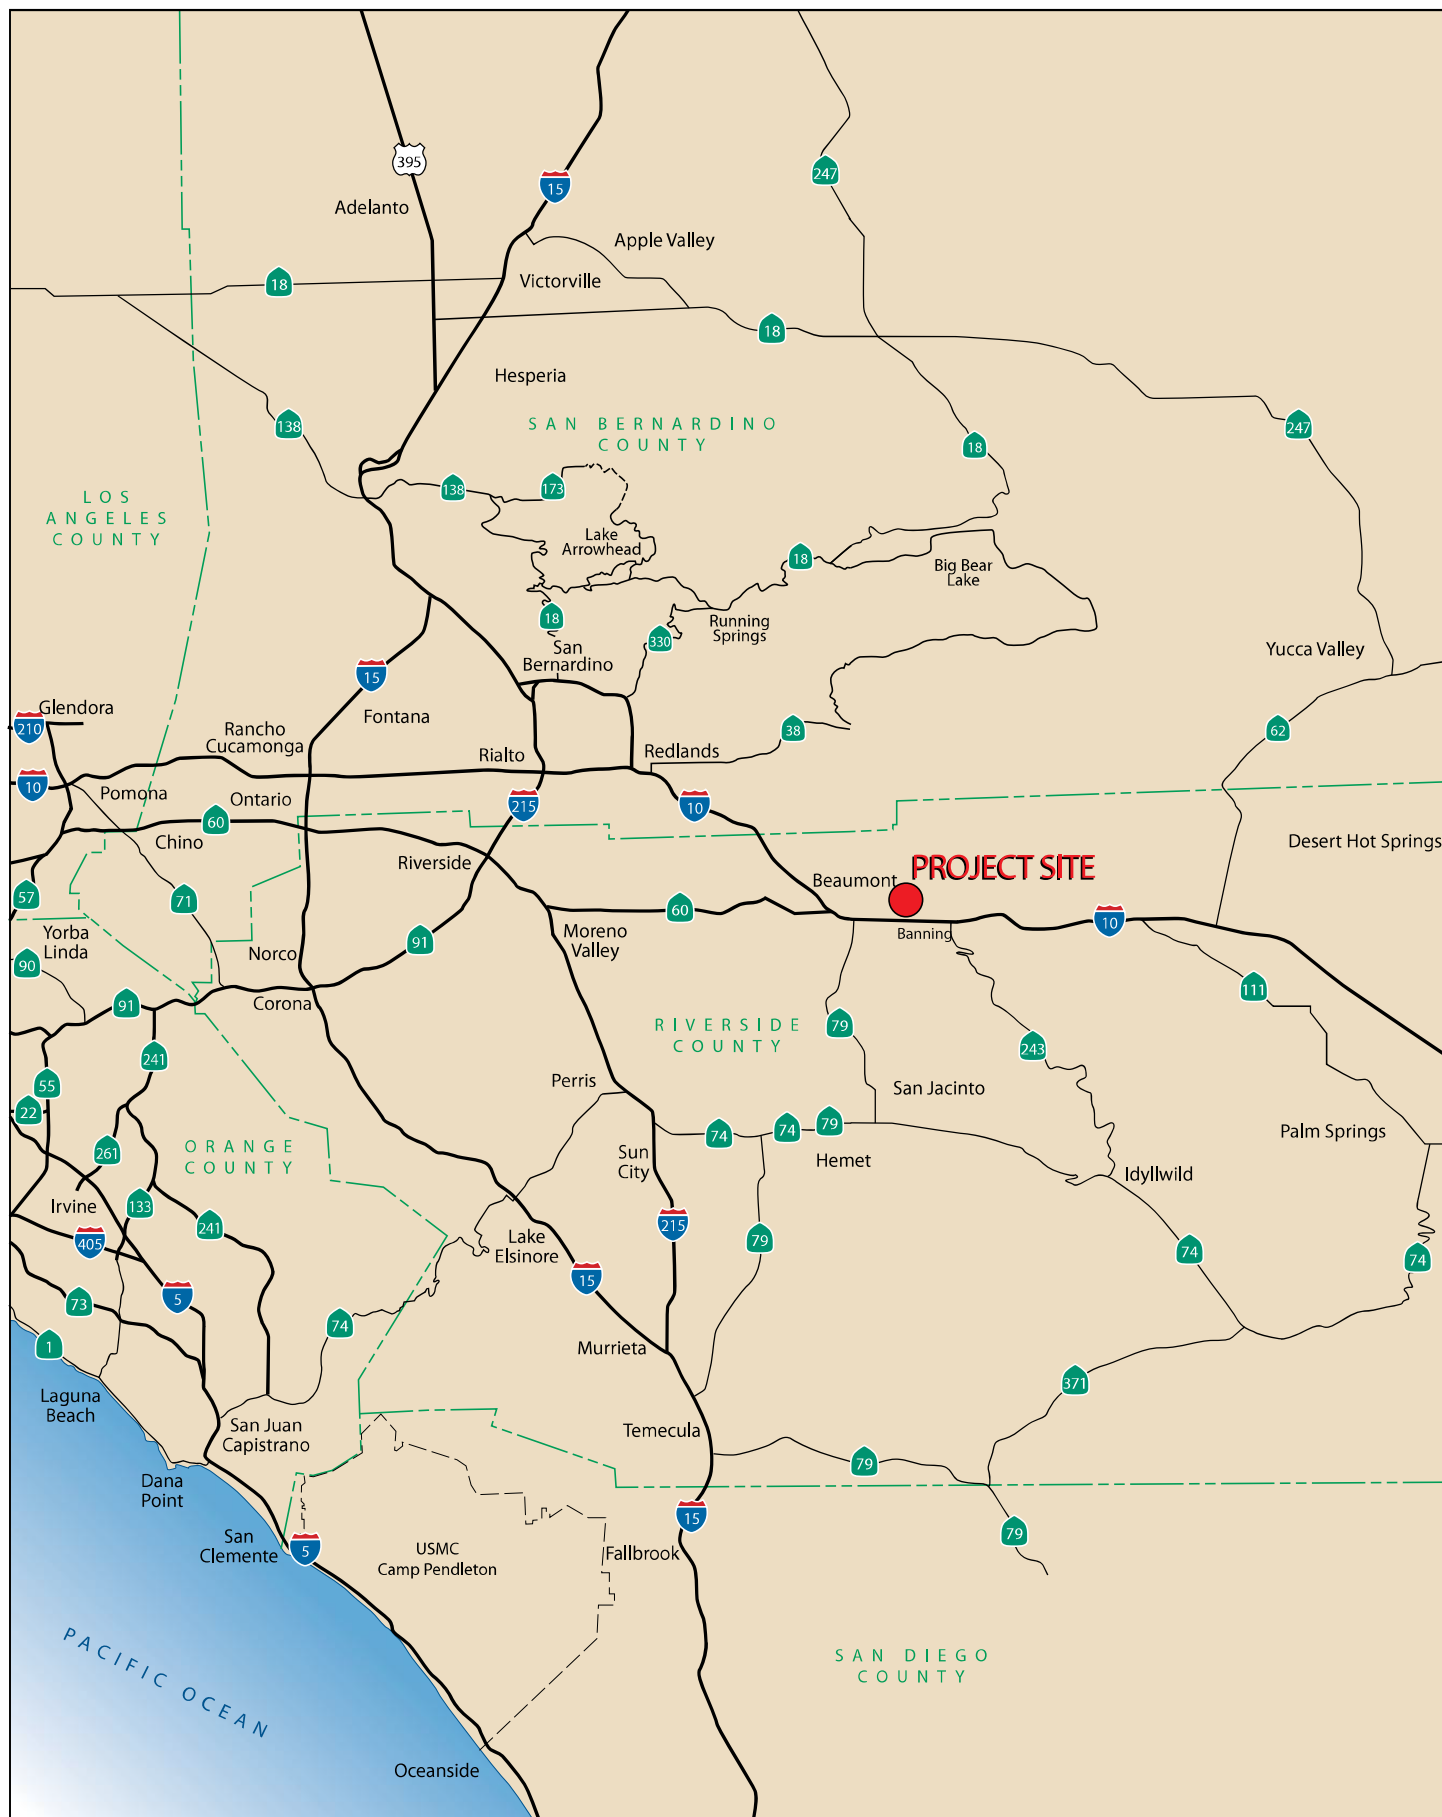 395
15
247
Adelanto
Apple Valley
18
Victorville
18
Hesperia
138
SAN BERNARDINO
COUNTY
247
18
LOS
ANGELES
COUNTY
138
173
Lake
Arrowhead
18
Big Bear
Lake
18
Running
Springs
330
San
Bernardino
Yucca Valley
15
Glendora
210
Fontana
Rancho
Cucamonga
38
62
Rialto
Redlands
10
Pomona
Ontario
215
10
60
Chino
Riverside
Desert Hot Springs
PROJECT SITE
Beaumont
57
71
60
10
Banning
Yorba
Linda
Norco
91
Moreno
Valley
90
111
91
Corona
79
RIVERSIDE
COUNTY
243
241
55
Perris
San Jacinto
22
74
74
79
Palm Springs
ORANGE
COUNTY
261
Sun
City
Hemet
Idyllwild
Irvine
133
241
215
405
Lake
Elsinore
79
74
74
15
5
73
74
1
Murrieta
371
Laguna
Beach
San Juan
Capistrano
Temecula
79
Dana
Point
15
79
San
Clemente
5
USMC
Camp Pendleton
Fallbrook
PACIFIC OCEAN
SAN DIEGO
COUNTY
Oceanside